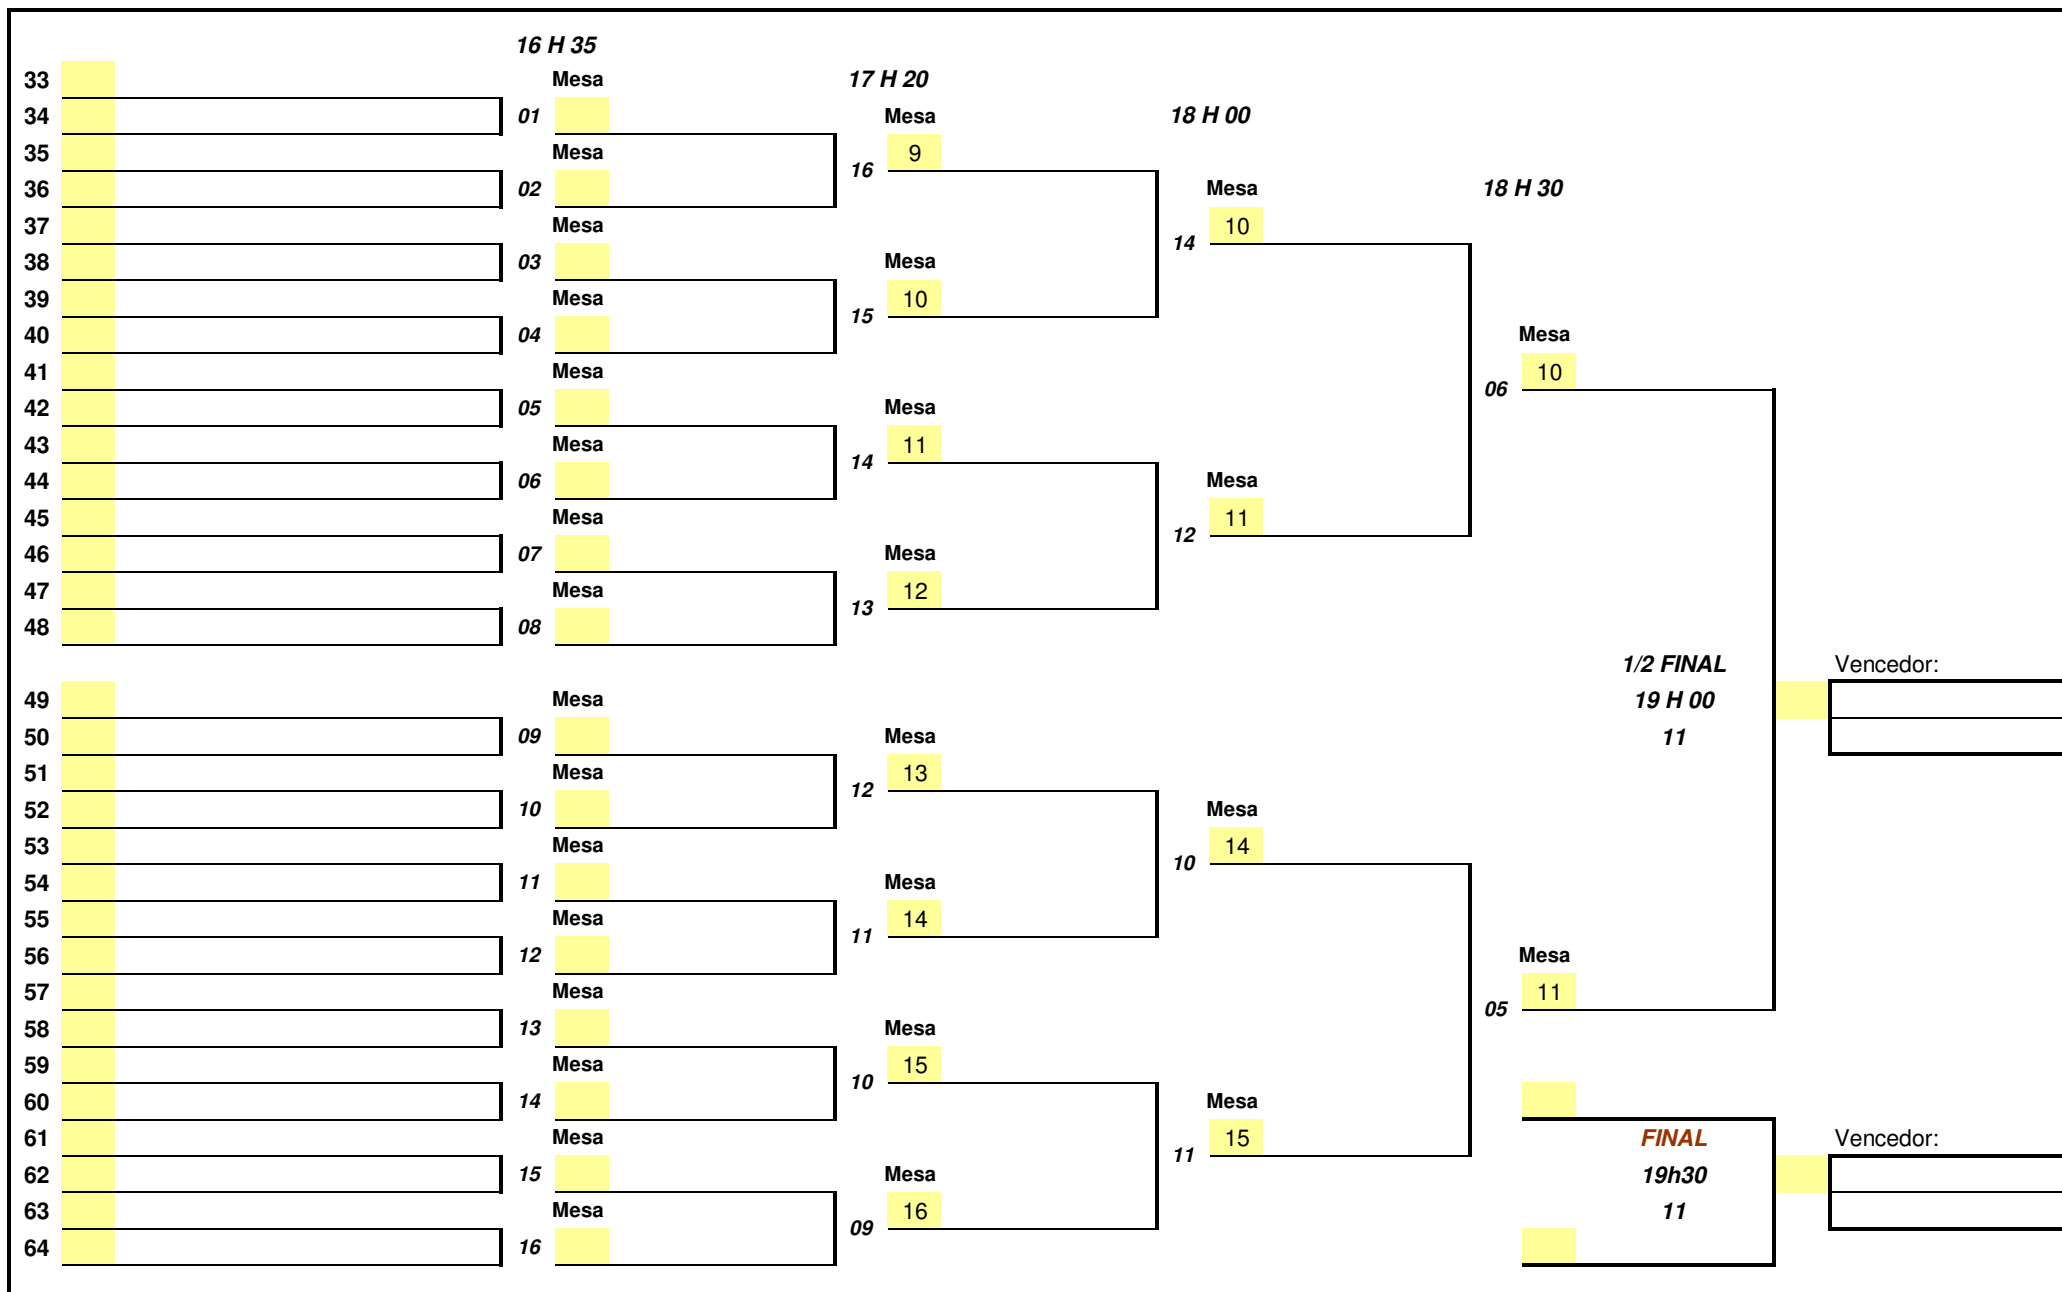 16 H 35
33 Mesa 17 H 20
34 01 Mesa 18 H 00
35 Mesa 9
36 02 16 Mesa 18 H 30
37 Mesa 10
38 03 Mesa 14
39 Mesa 10
40 04 15 Mesa
41 Mesa 10
42 05 Mesa 06
43 Mesa 11
44 06 14 Mesa
45 Mesa 11
46 07 Mesa 12
47 Mesa 12
48 08 13
1/2 FINAL Vencedor:
49 Mesa 19 H 00
50 09 Mesa 11
51 Mesa 13
52 10 12 Mesa
53 Mesa 14
54 11 Mesa 10
55 Mesa 14
56 12 11 Mesa
57 Mesa 11
58 13 Mesa 05
59 Mesa 15
60 14 10 Mesa
61 Mesa 15 FINAL Vencedor:
62 15 Mesa 11 19h30
63 Mesa 16 11
64 16 09